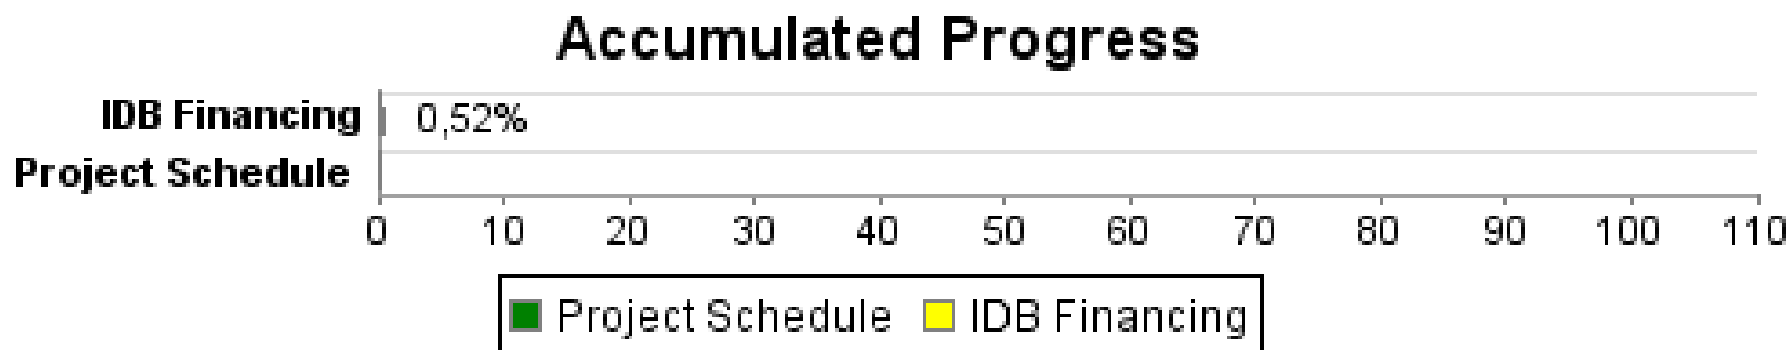 Accumulated Progress
IDB Financing 0,52%
Project Schedule
0 10 20 30 40 50 60 70 80 90 100 110
Project Schedule IDB Financing